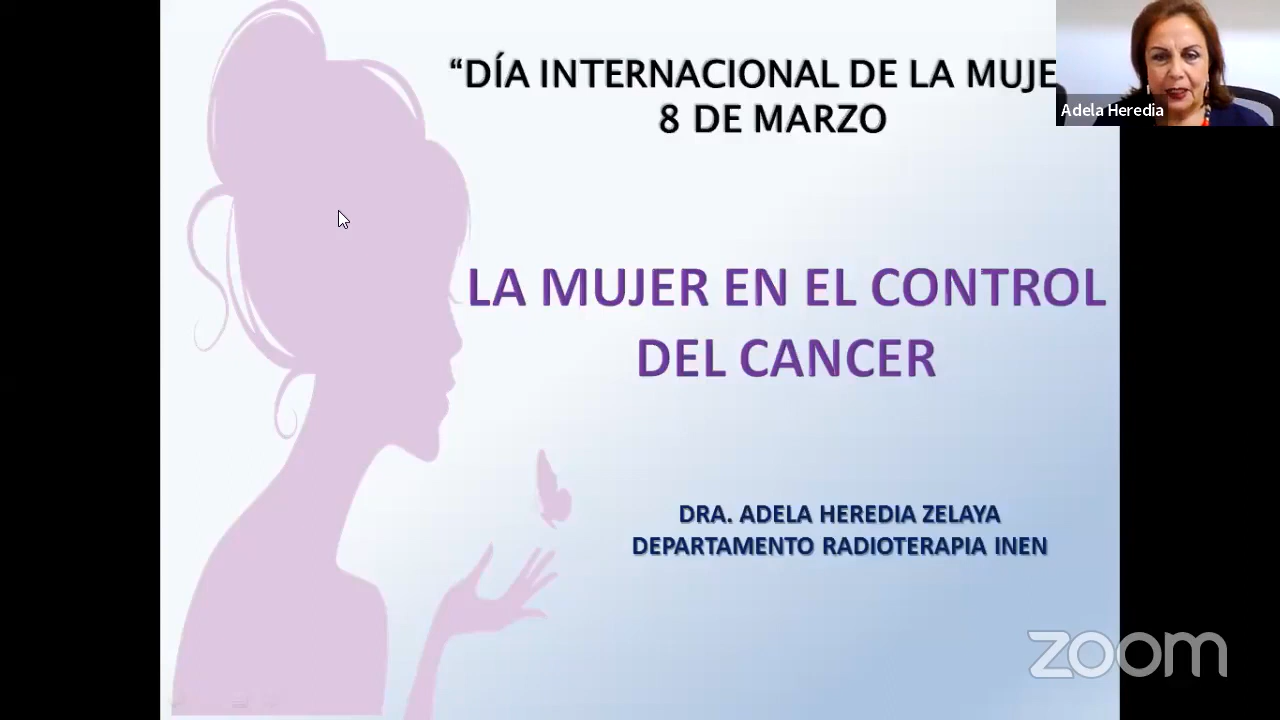 “DÍA INTERNACIONAL DE LA MUJE
8 DE MARZO
Adela Heredia
LA MUJER EN EL CONTROL
DEL CANCER
DRA. ADELA HEREDIA ZELAYA
DEPARTAMENTO RADIOTERAPIA INEN
zoom